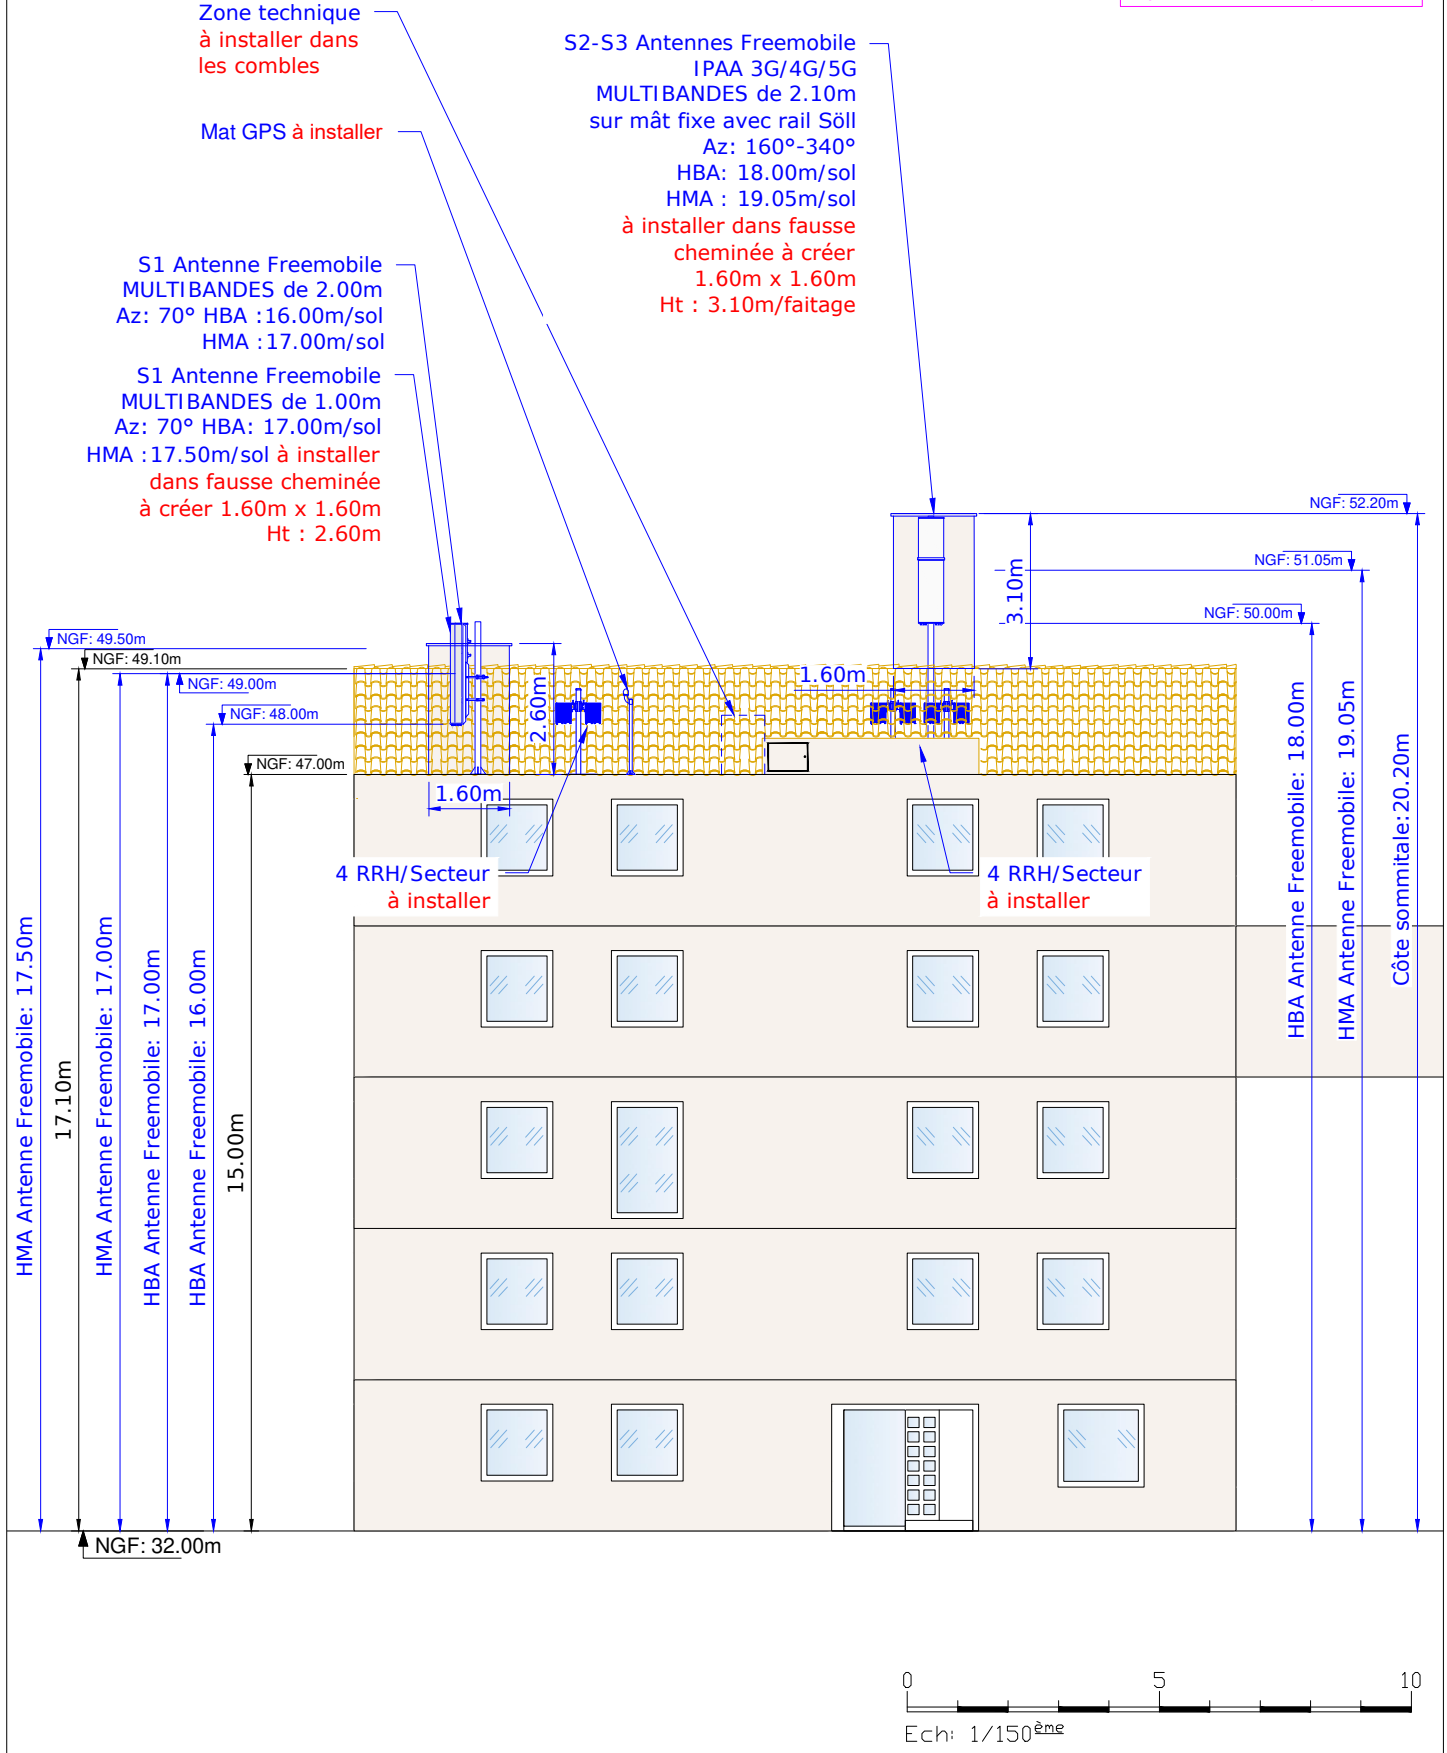 Zone technique
à installer dans
les combles
Mat GPS à installer
S2-S3 Antennes Freemobile
IPAA 3G/4G/5G
MULTIBANDES de 2.10m
sur mât fixe avec rail Söll
Az: 160°-340°
HBA: 18.00m/sol
HMA : 19.05m/sol
à installer dans fausse
cheminée à créer
1.60m x 1.60m
Ht : 3.10m/faitage
S1 Antenne Freemobile
MULTIBANDES de 2.00m
Az: 70° HBA :16.00m/sol
HMA :17.00m/sol
S1 Antenne Freemobile
MULTIBANDES de 1.00m
Az: 70° HBA: 17.00m/sol
HMA :17.50m/sol à installer
dans fausse cheminée
à créer 1.60m x 1.60m
Ht : 2.60m
NGF: 52.20m
NGF: 51.05m
NGF: 50.00m
3.10m
NGF: 49.50m
NGF: 49.10m
NGF: 49.00m
NGF: 48.00m
NGF: 47.00m
2.60m
1.60m
1.60m
4 RRH/Secteur
à installer
4 RRH/Secteur
à installer
HMA Antenne Freemobile: 17.50m
17.10m
HMA Antenne Freemobile: 17.00m
HBA Antenne Freemobile: 17.00m
HBA Antenne Freemobile: 16.00m
15.00m
HBA Antenne Freemobile: 18.00m
HMA Antenne Freemobile: 19.05m
Côte sommitale:20.20m
NGF: 32.00m
0 5 10
Ech: 1/150ème